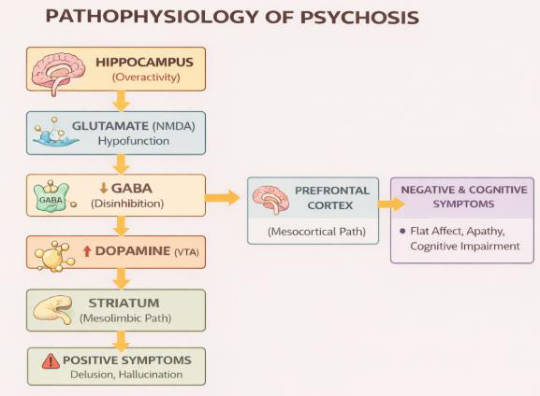 PATHOPHYSIOLOGY OF PSYCHOSIS
HIPPOCAMPUS
(Overactivity)
GLUTAMATE (NMDA)
Hypofunction
GABA
GABA
(Disinhibition)
DOPAMINE (VTA)
STRIATUM
(Mesolimbic Path)
POSITIVE SYMPTOMS
Delusion, Hallucination
PREFRONTAL
CORTEX
(Mesocortical Path)
NEGATIVE & COGNITIVE
SYMPTOMS
• Flat Affect, Apathy,
Cognitive Impairment